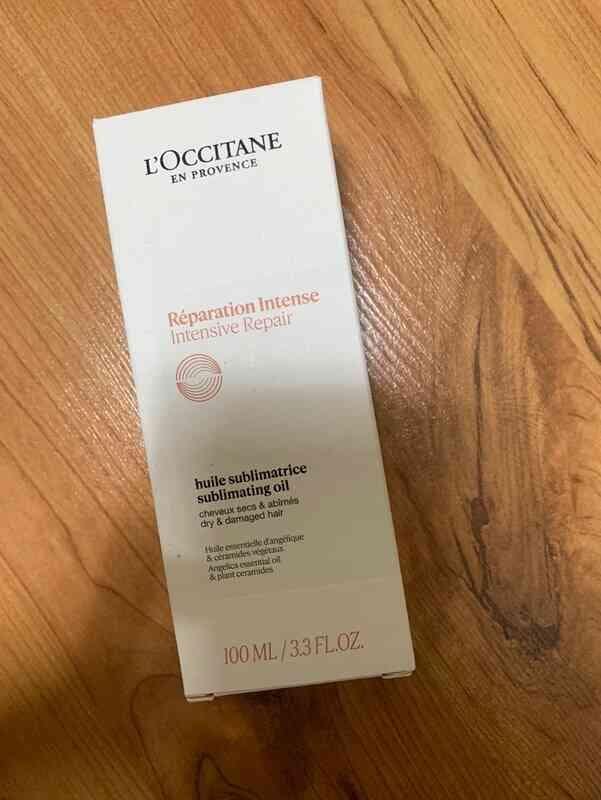 L'OCCITANE
EN PROVENCE
Réparation Intense
Intensive Repair
huile sublimatrice
sublimating oil
cheveux secs & abîmés
dry & damaged hair
Huile essentielle d'angélique
& céramides végétaux
Angelica essential oil
& plant ceramides
100 ML / 3.3 FL.OZ.